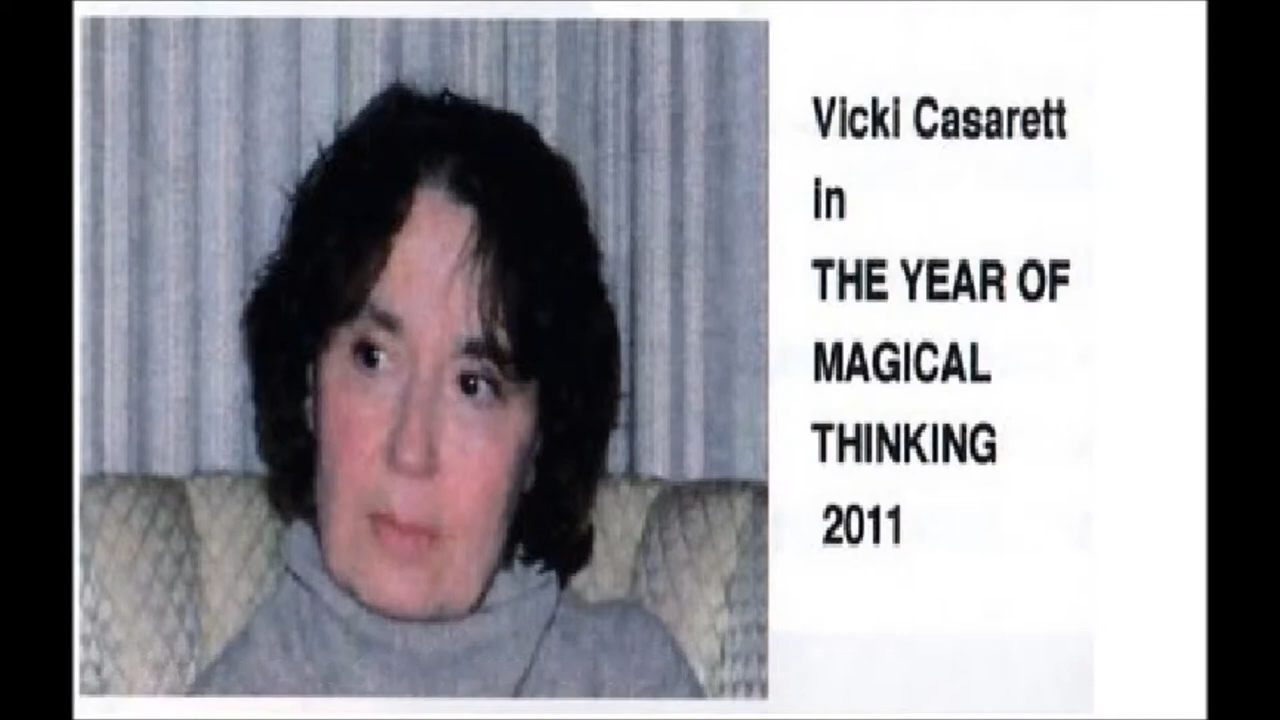 Vicki Casarett
in
THE YEAR OF
MAGICAL
THINKING
2011